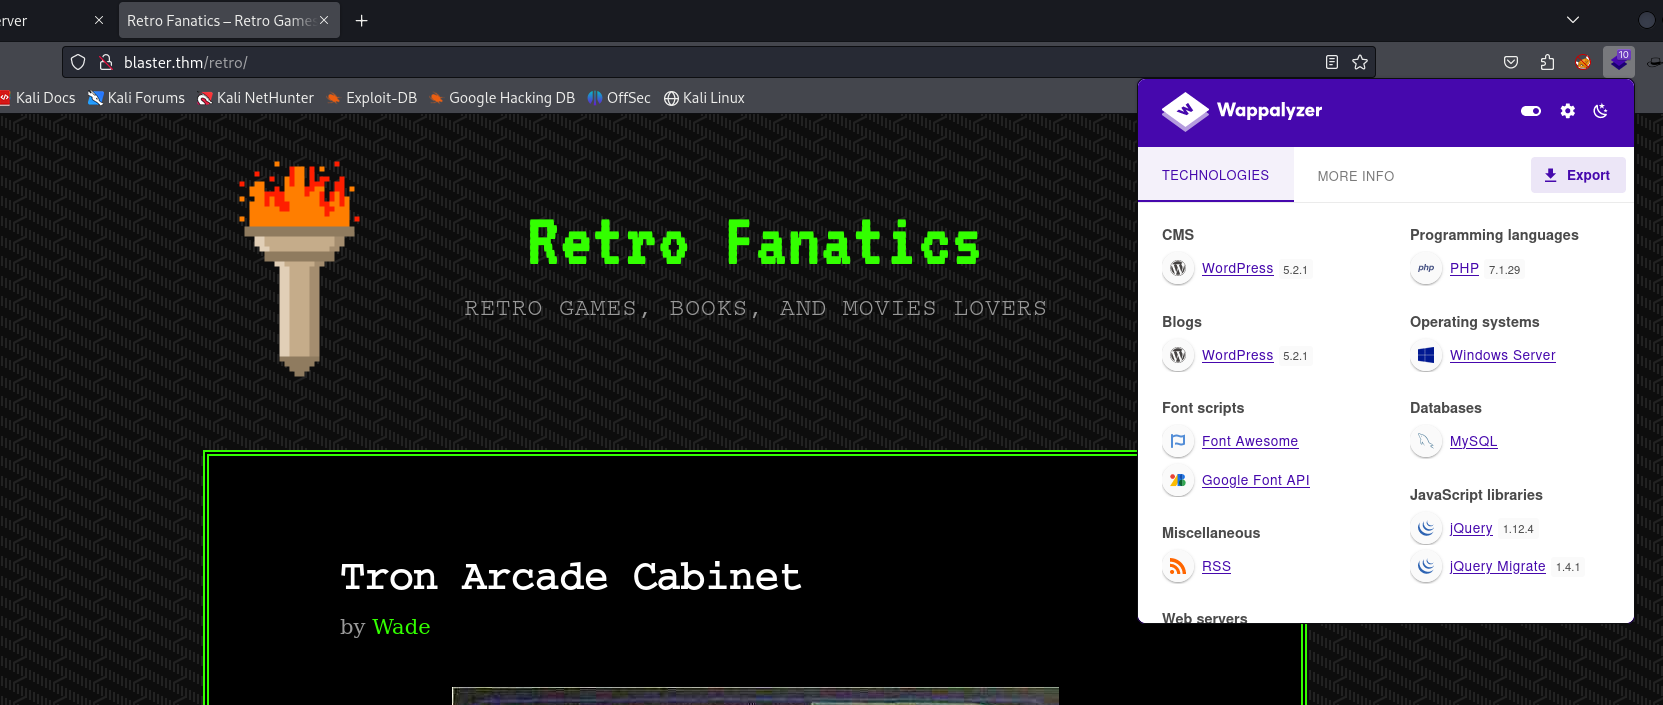 erver
Retro Fanatics – Retro Games
blaster.thm/retro/
10
Kali Docs
Kali Forums
Kali NetHunter
Exploit-DB
Google Hacking DB
OffSec
Kali Linux
Wappalyzer
TECHNOLOGIES
MORE INFO
Export
CMS
WordPress 5.2.1
Blogs
WordPress 5.2.1
Font scripts
Font Awesome
Google Font API
Miscellaneous
RSS
Web servers
Programming languages
php PHP 7.1.29
Operating systems
Windows Server
Databases
MySQL
JavaScript libraries
jQuery 1.12.4
jQuery Migrate 1.4.1
Retro Fanatics
RETRO GAMES, BOOKS, AND MOVIES LOVERS
Tron Arcade Cabinet
by Wade